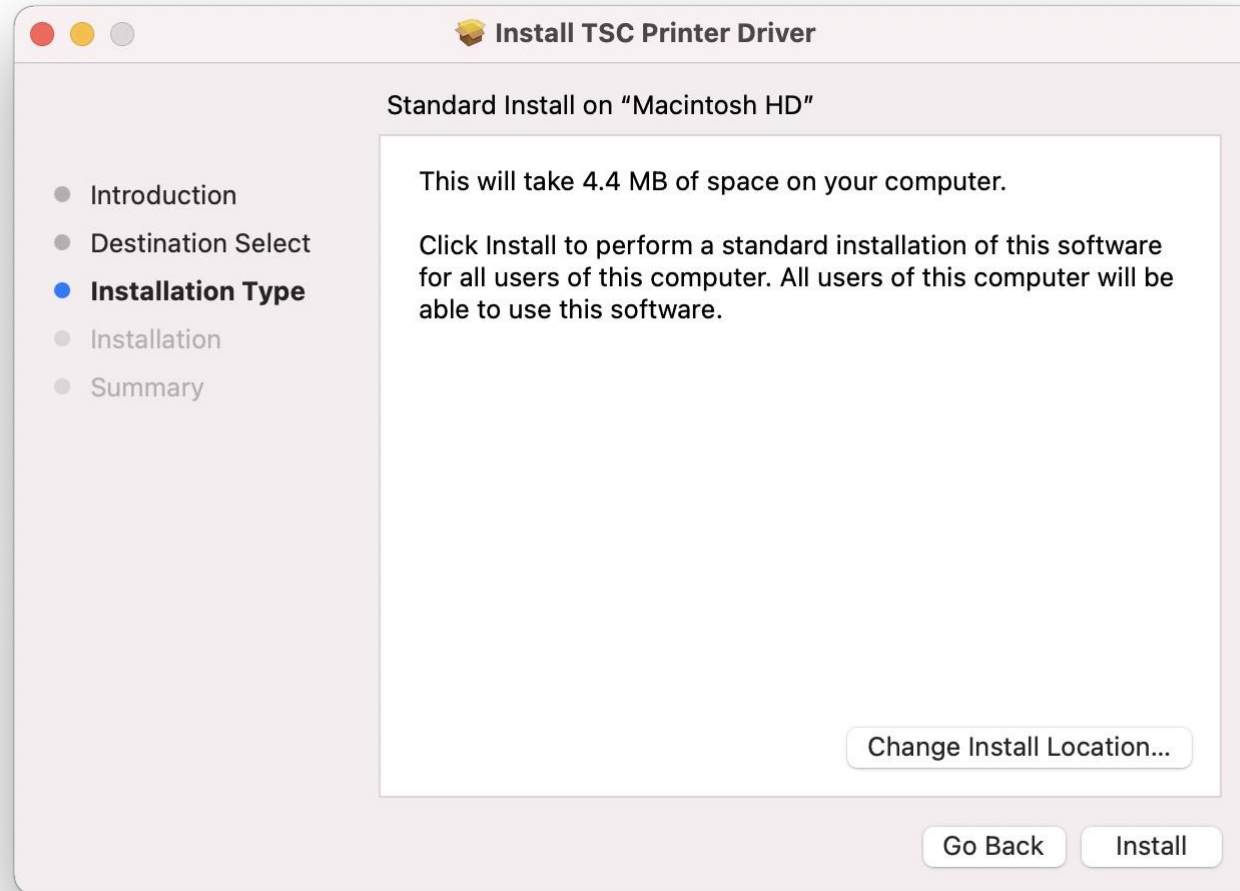 Install TSC Printer Driver
Standard Install on “Macintosh HD”
Introduction
Destination Select
Installation Type
Installation
Summary
This will take 4.4 MB of space on your computer.
Click Install to perform a standard installation of this software
for all users of this computer. All users of this computer will be
able to use this software.
Change Install Location...
Go Back
Install